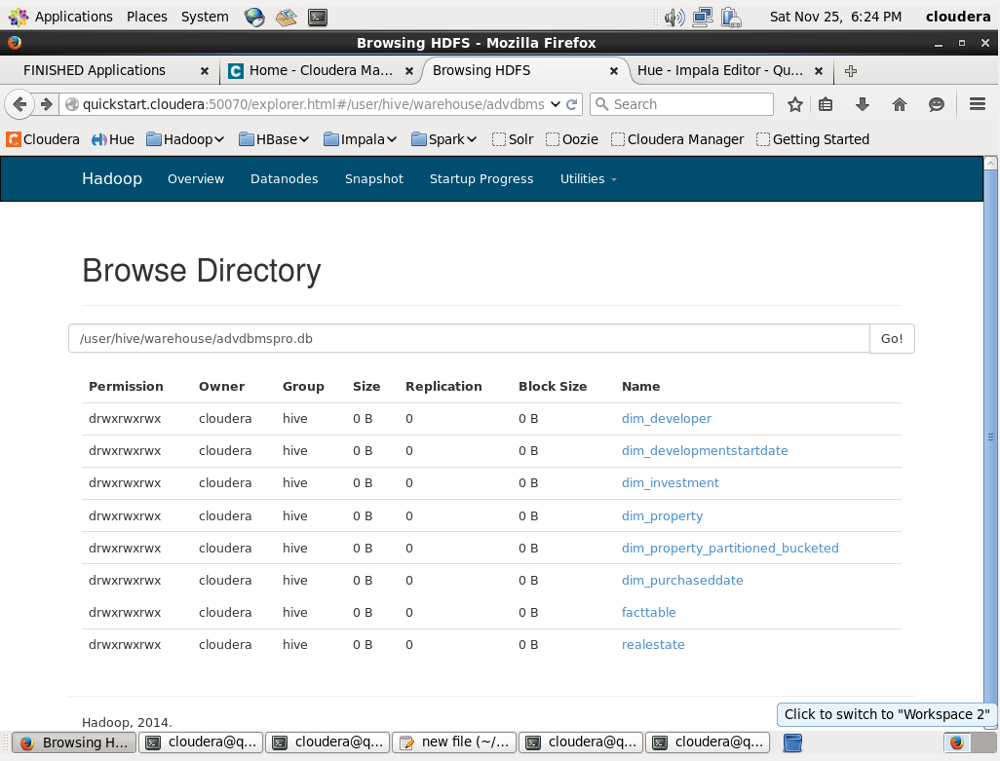 Applications Places System Sat Nov 25, 6:24 PM cloudera
Browsing HDFS - Mozilla Firefox
FINISHED Applications Home - Cloudera Ma... Browsing HDFS Hue - Impala Editor - Qu...
quickstart.cloudera:50070/explorer.html#/user/hive/warehouse/advdbms Search
Cloudera Hue Hadoop HBase Impala Spark Solr Oozie Cloudera Manager Getting Started
Hadoop Overview Datanodes Snapshot Startup Progress Utilities
Browse Directory
/user/hive/warehouse/advdbmspro.db Go!
Permission Owner Group Size Replication Block Size Name
drwxrwxrwx cloudera hive 0 B 0 0 B dim_developer
drwxrwxrwx cloudera hive 0 B 0 0 B dim_developmentstartdate
drwxrwxrwx cloudera hive 0 B 0 0 B dim_investment
drwxrwxrwx cloudera hive 0 B 0 0 B dim_property
drwxrwxrwx cloudera hive 0 B 0 0 B dim_property_partitioned_bucketed
drwxrwxrwx cloudera hive 0 B 0 0 B dim_purchaseddate
drwxrwxrwx cloudera hive 0 B 0 0 B facttable
drwxrwxrwx cloudera hive 0 B 0 0 B realestate
Hadoop, 2014.
Click to switch to "Workspace 2"
Browsing H... cloudera@q... cloudera@q... new file (~/... cloudera@q... cloudera@q...